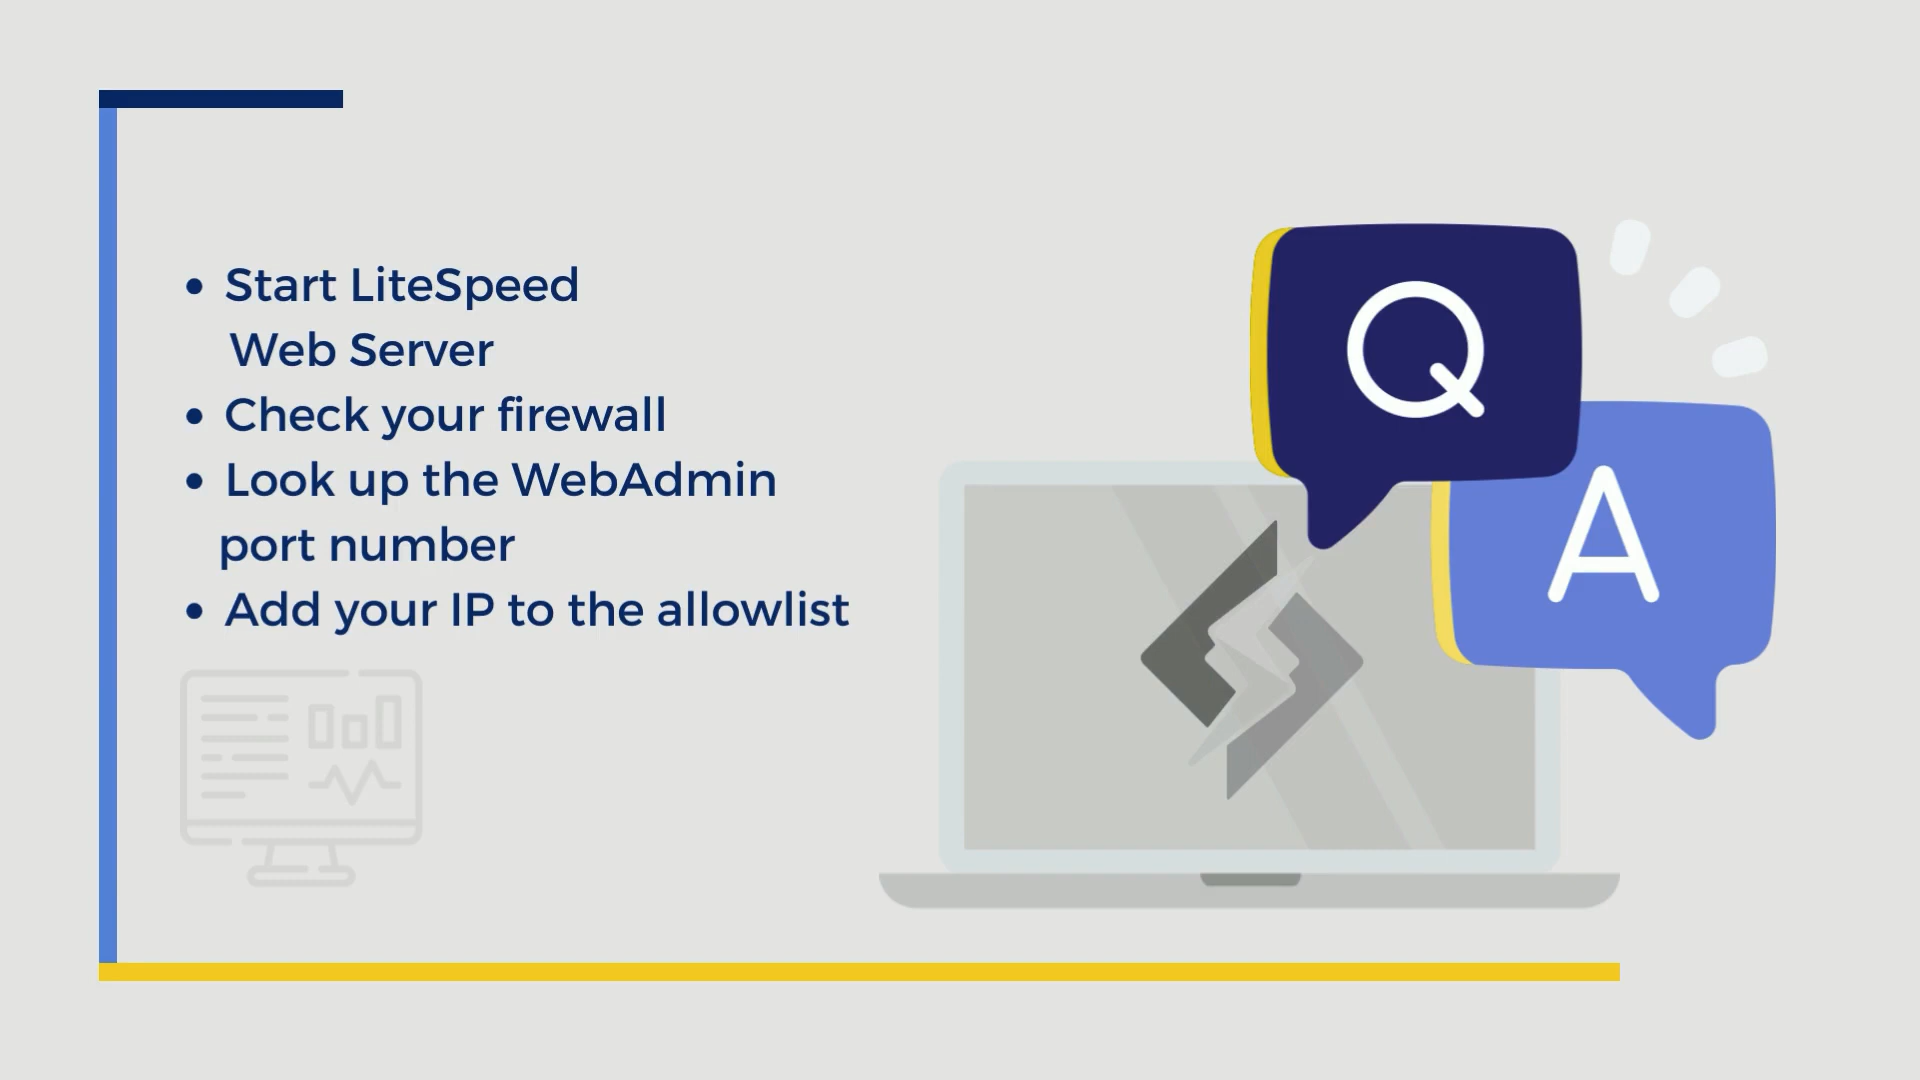 • Start LiteSpeed
Web Server
• Check your firewall
• Look up the WebAdmin
port number
• Add your IP to the allowlist
Q
A